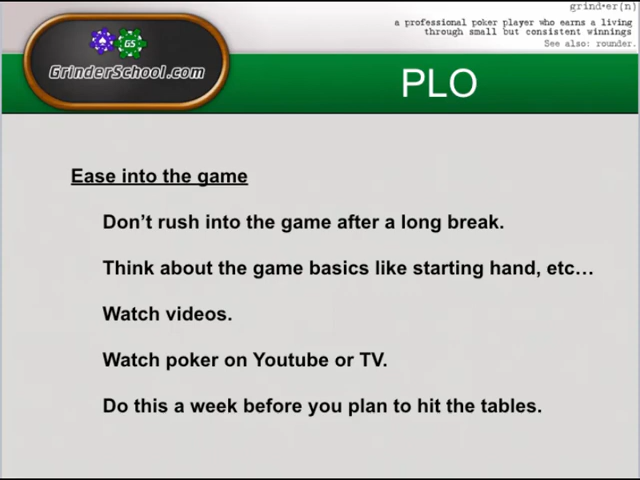 grind•er(n)
a professional poker player who earns a living
through small but consistent winnings
See also: rounder.
GS
GrinderSchool.com
PLO
Ease into the game
Don't rush into the game after a long break.
Think about the game basics like starting hand, etc…
Watch videos.
Watch poker on Youtube or TV.
Do this a week before you plan to hit the tables.